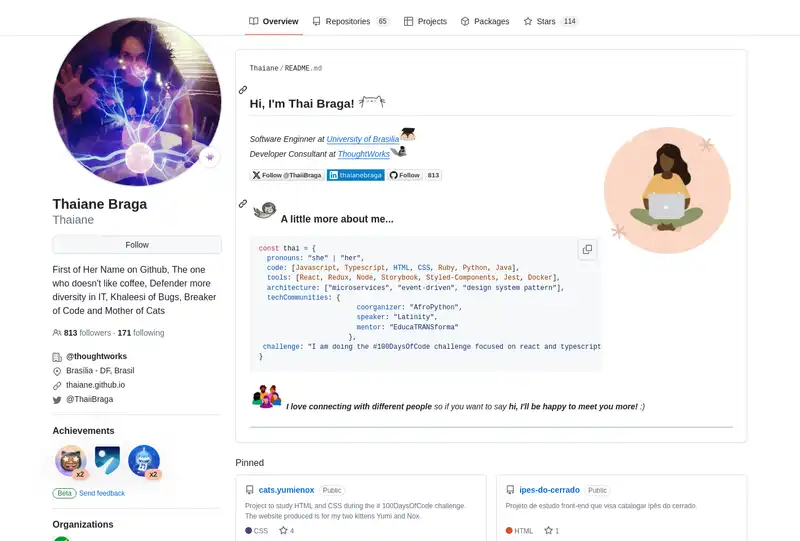 Overview
Repositories 65
Projects
Packages
Stars 114
Thaiane Braga
Thaiane
Follow
First of Her Name on Github, The one
who doesn't like coffee, Defender more
diversity in IT, Khaleesi of Bugs, Breaker
of Code and Mother of Cats
813 followers · 171 following
@thoughtworks
Brasilia - DF, Brasil
thaiane.github.io
@ThaiiBraga
Achievements
x2
x2
Beta Send feedback
Organizations
Thaiane / README.md
Hi, I'm Thai Braga!
Software Enginner at University of Brasilia
Developer Consultant at ThoughtWorks
Follow @ThaiiBraga
in thaianebraga
Follow 813
A little more about me...
const thai = {
pronouns: "she" | "her",
code: [Javascript, Typescript, HTML, CSS, Ruby, Python, Java],
tools: [React, Redux, Node, Storybook, Styled-Components, Jest, Docker],
architecture: ["microservices", "event-driven", "design system pattern"],
techCommunities: {
coorganizer: "AfroPython",
speaker: "Latinity",
mentor: "EducaTRANSforma"
},
challenge: "I am doing the #100DaysOfCode challenge focused on react and typescript
}
I love connecting with different people so if you want to say hi, I'll be happy to meet you more! :)
Pinned
cats.yumienox Public
Project to study HTML and CSS during the # 100DaysOfCode challenge.
The website produced is for my two kittens Yumi and Nox.
CSS 4
ipes-do-cerrado Public
Projeto de estudo front-end que visa catalogar ipês do cerrado.
HTML 1